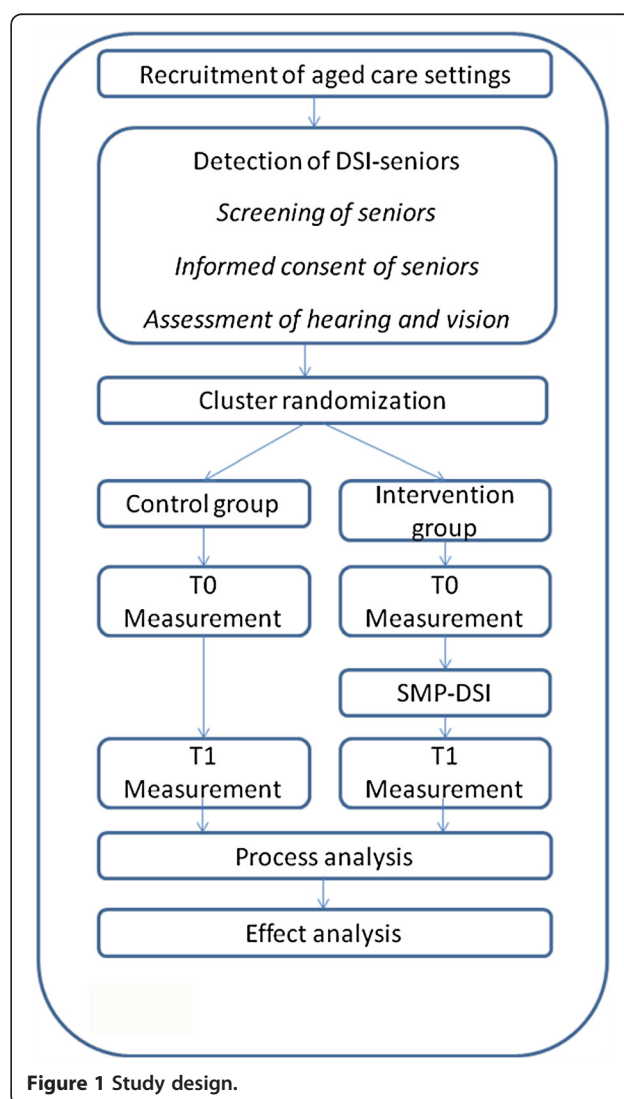 Recruitment of aged care settings
Detection of DSI-seniors
Screening of seniors
Informed consent of seniors
Assessment of hearing and vision
Cluster randomization
Control group
Intervention
group
T0
Measurement
T0
Measurement
SMP-DSI
T1
Measurement
T1
Measurement
Process analysis
Effect analysis
Figure 1 Study design.